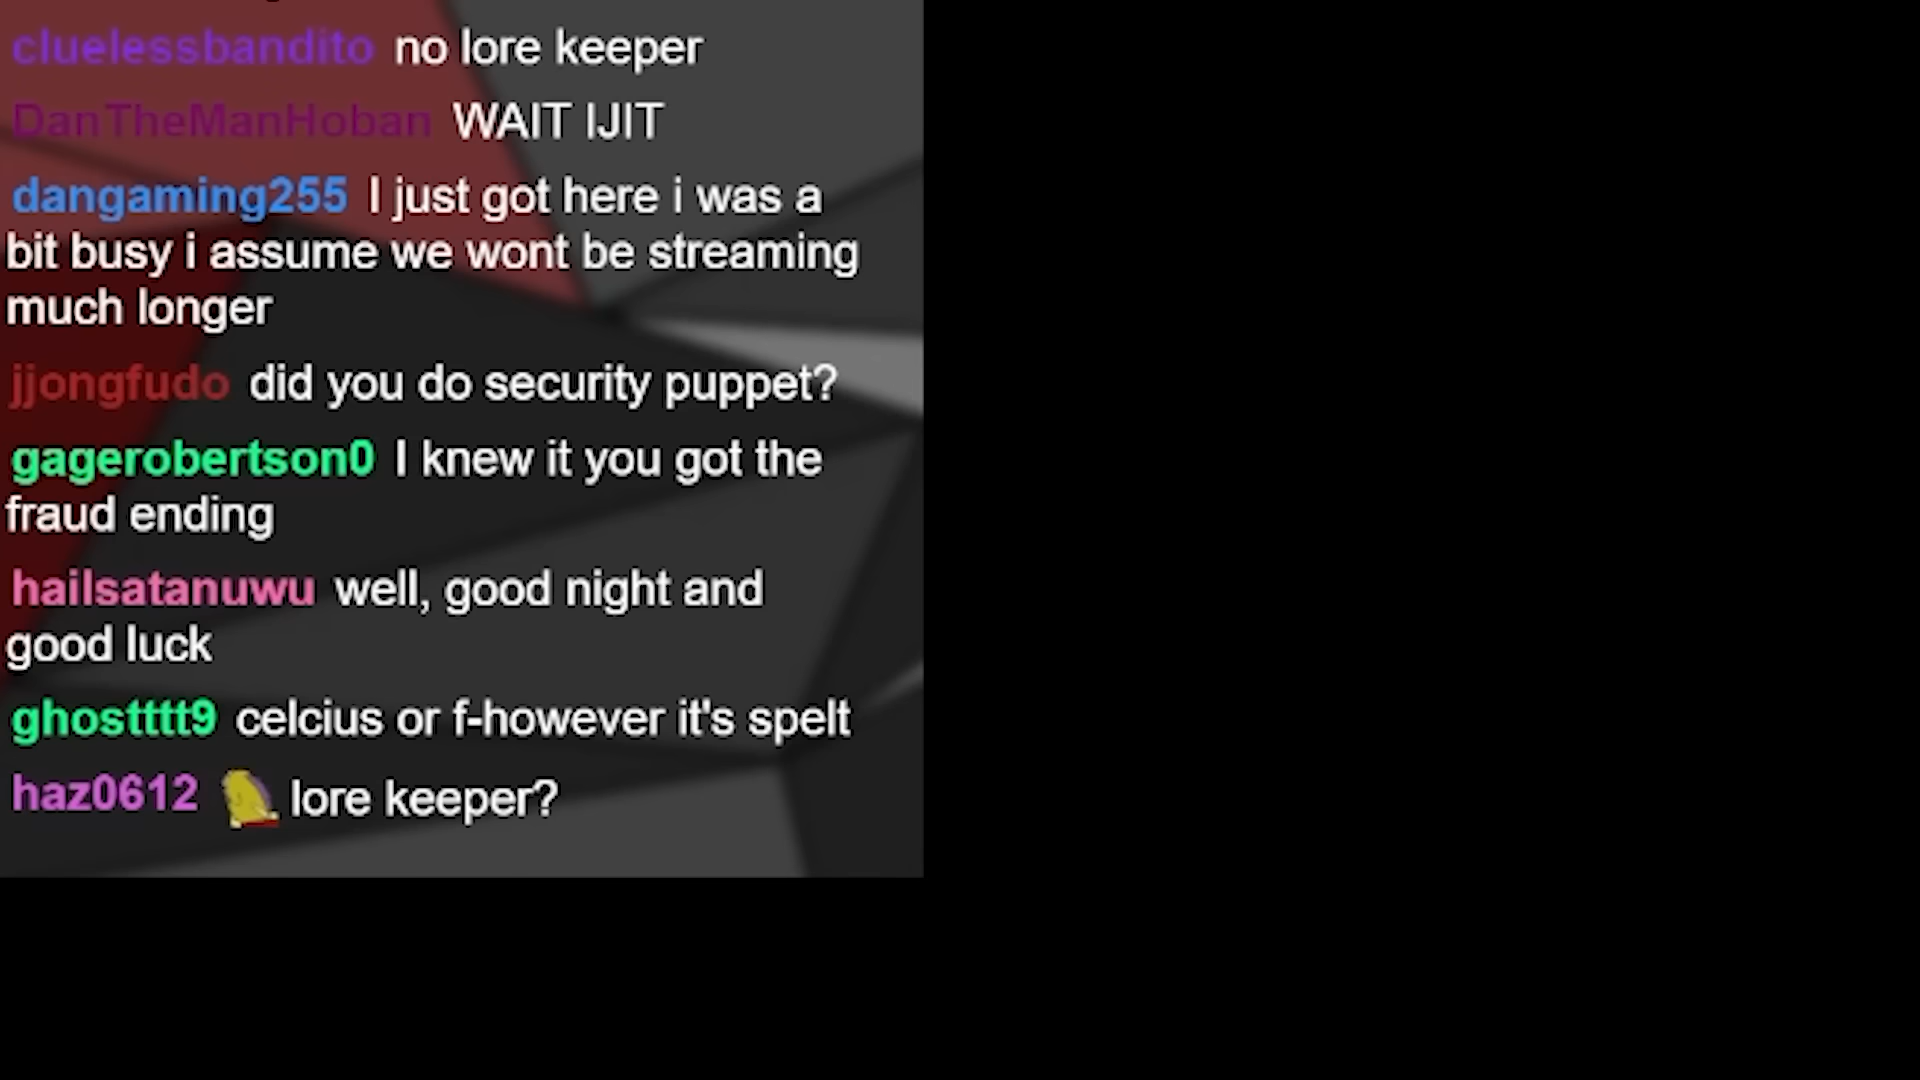 cluelessbandito no lore keeper
DanTheManHoban WAIT IJIT
dangaming255 I just got here i was a
bit busy i assume we wont be streaming
much longer
jjongfudo did you do security puppet?
gagerobertson0 I knew it you got the
fraud ending
hailsatanuwu well, good night and
good luck
ghostttt9 celcius or f-however it's spelt
haz0612 lore keeper?